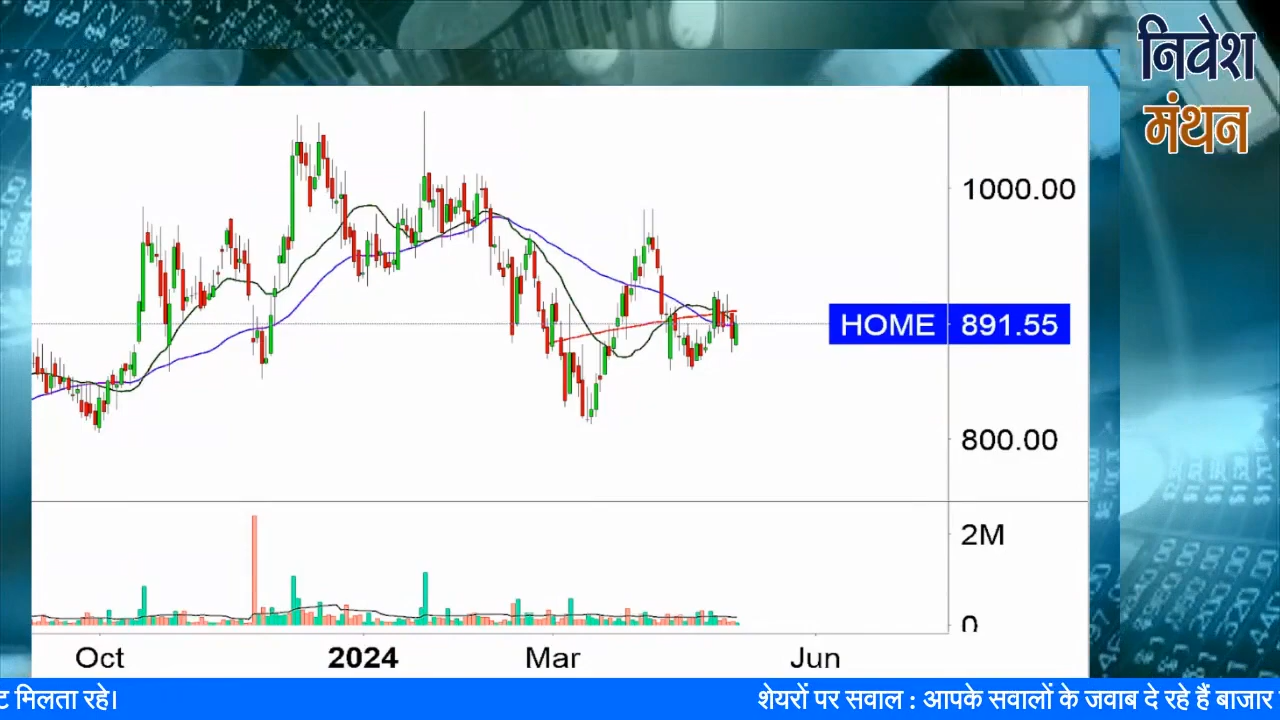 निवेश
मंथन
1000.00
HOME 891.55
800.00
2M
0
Oct 2024 Mar Jun
मिलता रहे। शेयरों पर सवाल : आपके सवालों के जवाब दे रहे हैं बाजार